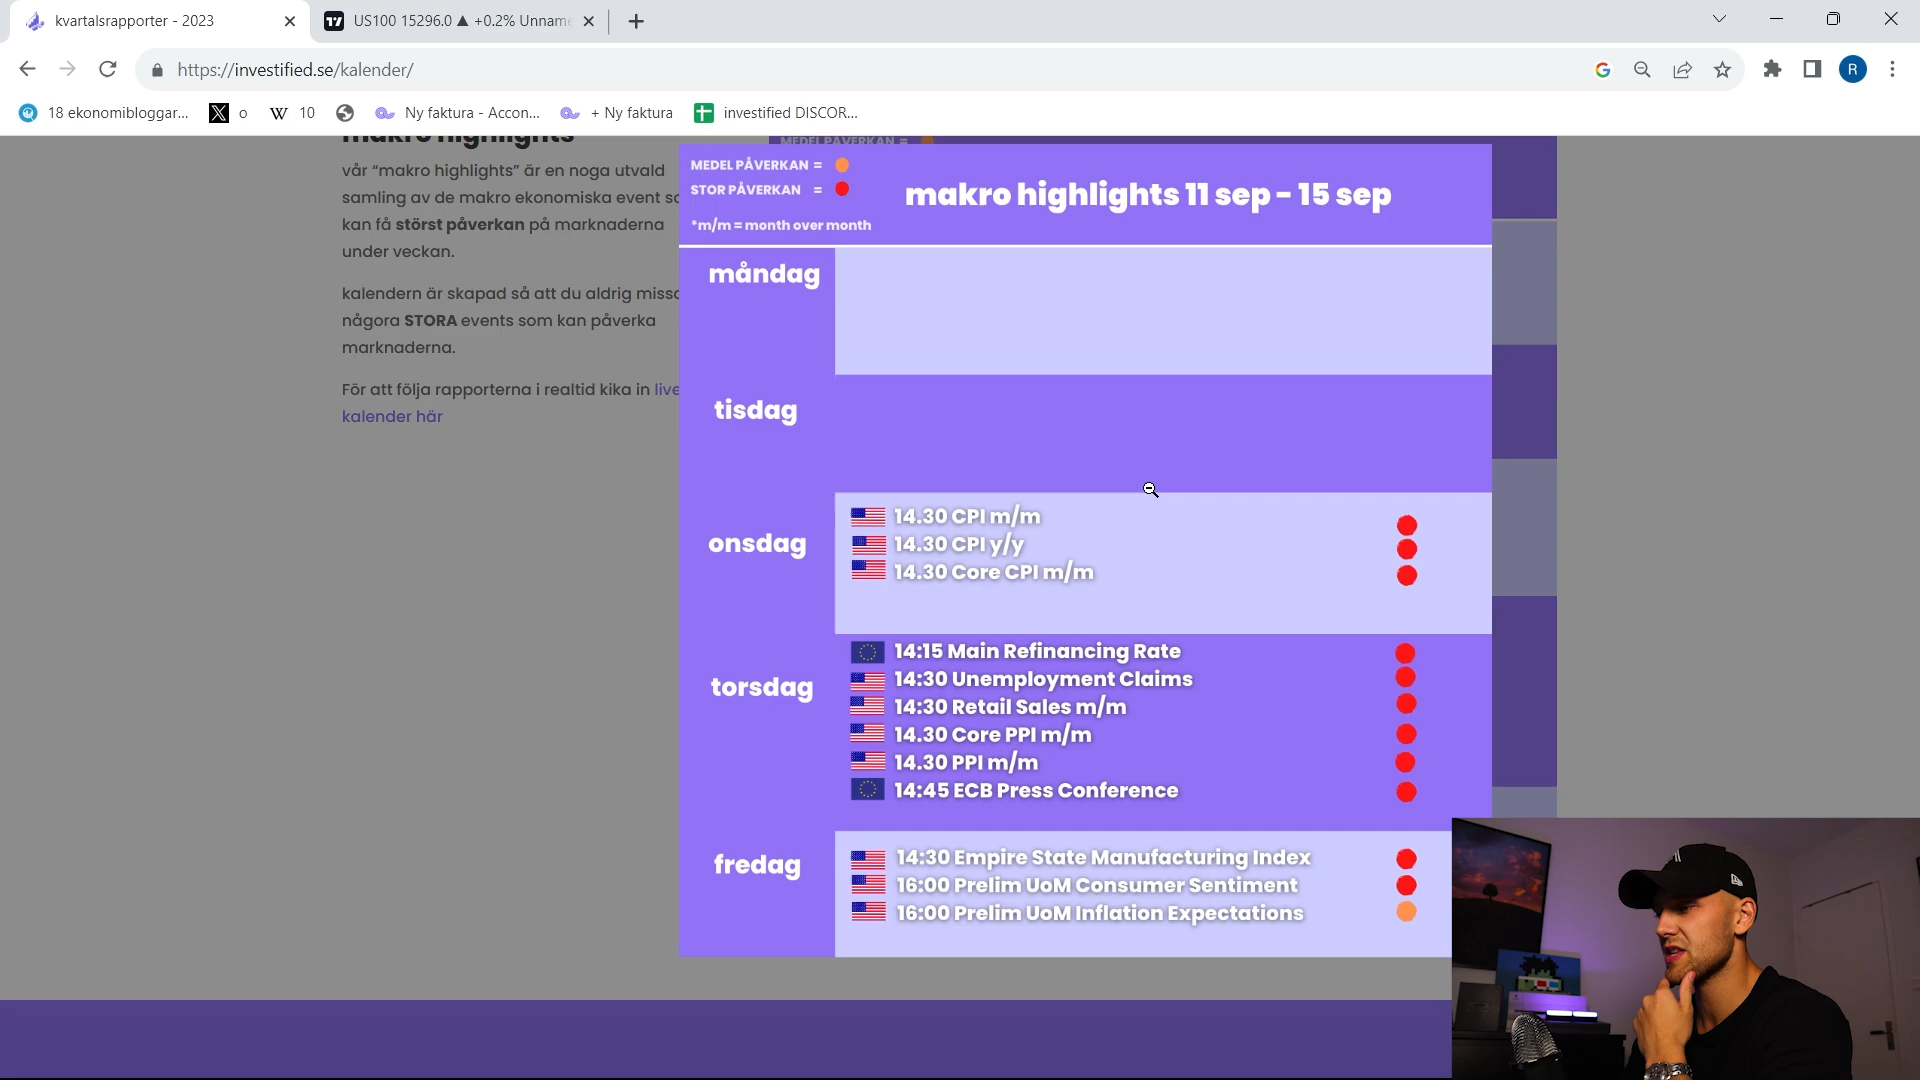 kvartalsrapporter - 2023
US100 15296.0 ▲ +0.2% Unname
https://investified.se/kalender/
R
18 ekonomibloggar...
o
W 10
Ny faktura - Accon...
+ Ny faktura
investified DISCOR...
makro highlights
MEDEL PÅVERKAN =
vår “makro highlights” är en noga utvald
samling av de makro ekonomiska event
kan få störst påverkan på marknaderna
under veckan.
kalendern är skapad så att du aldrig missa
några STORA events som kan påverka
marknaderna.
För att följa rapporterna i realtid kika in live
kalender här
MEDEL PÅVERKAN =
STOR PÅVERKAN =
*m/m = month over month
makro highlights 11 sep - 15 sep
måndag
tisdag
onsdag
14.30 CPI m/m
14.30 CPI y/y
14.30 Core CPI m/m
torsdag
14:15 Main Refinancing Rate
14:30 Unemployment Claims
14:30 Retail Sales m/m
14.30 Core PPI m/m
14.30 PPI m/m
14:45 ECB Press Conference
fredag
14:30 Empire State Manufacturing Index
16:00 Prelim UoM Consumer Sentiment
16:00 Prelim UoM Inflation Expectations